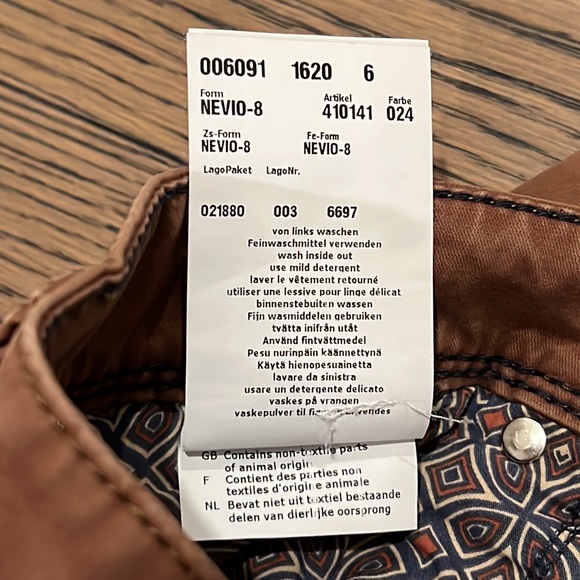 006091 1620 6
Form Artikel Farbe
NEVIO-8 410141 024
Zs-Form Fe-Form
NEVIO-8 NEVIO-8
LagoPaket LagoNr.
021880 003 6697
von links waschen
Feinwaschmittel verwenden
wash inside out
use mild detergent
laver le vêtement retourné
utiliser une lessive pour linge délicat
binnenstebuiten wassen
Fijn wasmiddelen gebruiken
tvätta inifrån utåt
Använd fintvättmedel
Pesu nurinpäin käännettynä
Käytä hienopesuainetta
lavare da sinistra
usare un detergente delicato
vaskes på vrangen
vaskepulver til
GB Contains non-textile parts
of animal origin
F Contient des parties non
textiles d'origine animale
NL Bevat niet uit textiel bestaande
delen van dierlijke oorsprong